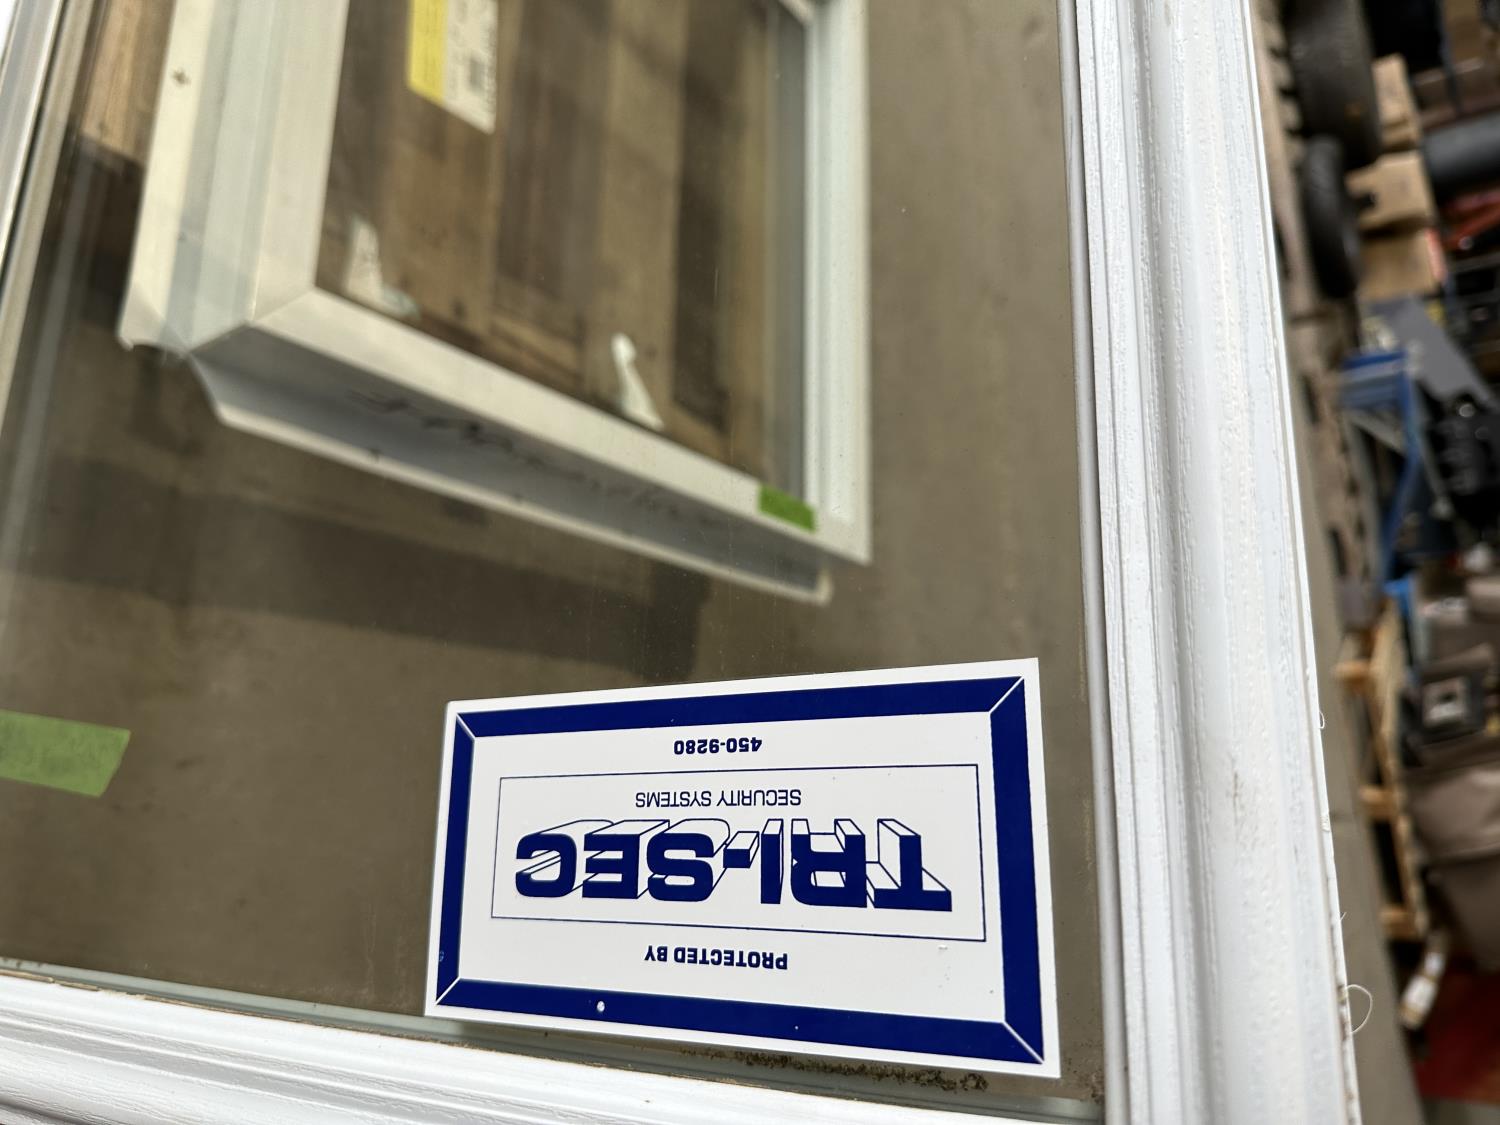 PROTECTED BY
TRI-SEC
SECURITY SYSTEMS
450-9280